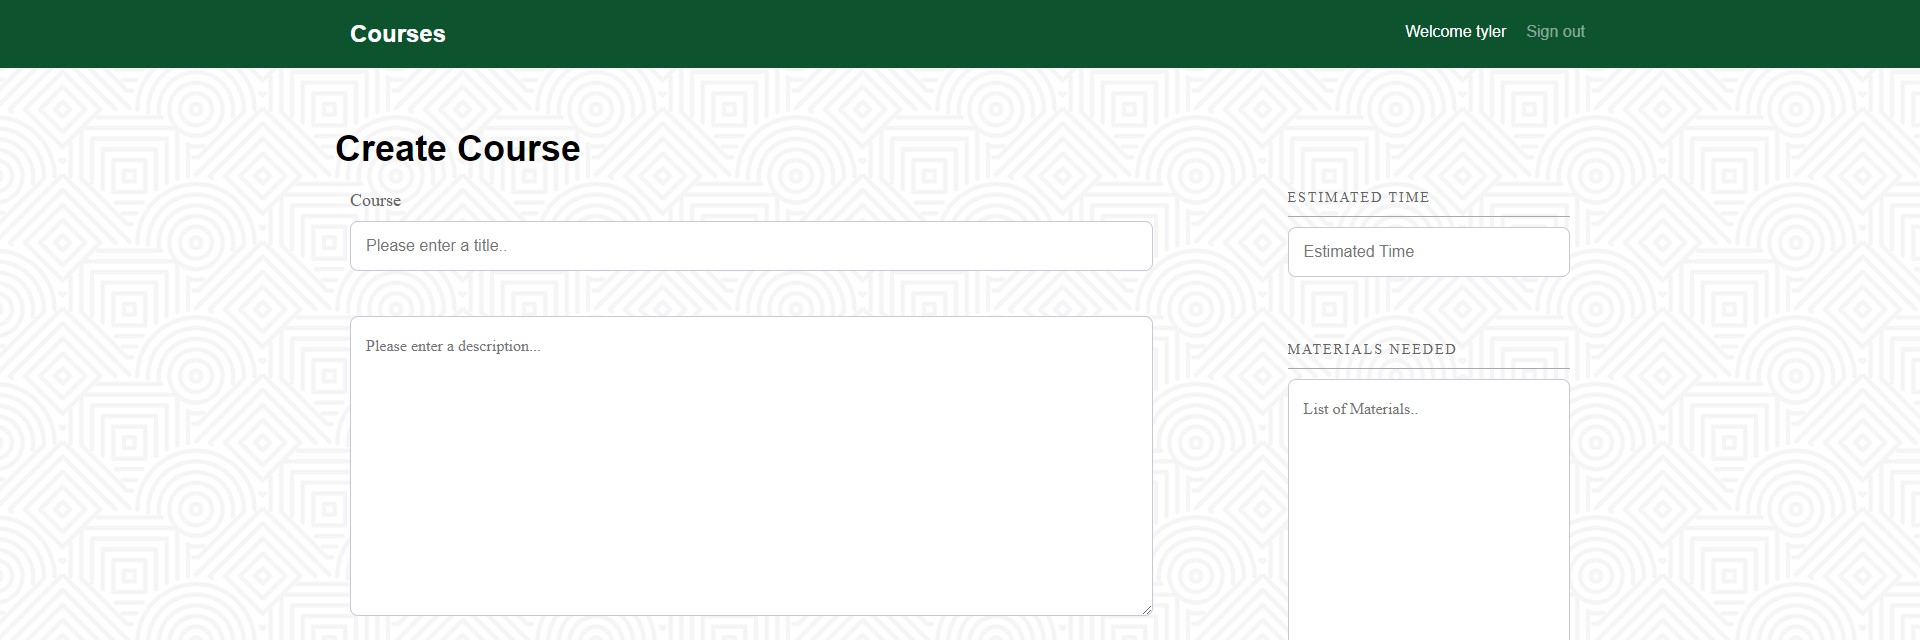 Courses
Welcome tyler Sign out
Create Course
Course
Please enter a title..
Please enter a description...
ESTIMATED TIME
Estimated Time
MATERIALS NEEDED
List of Materials..